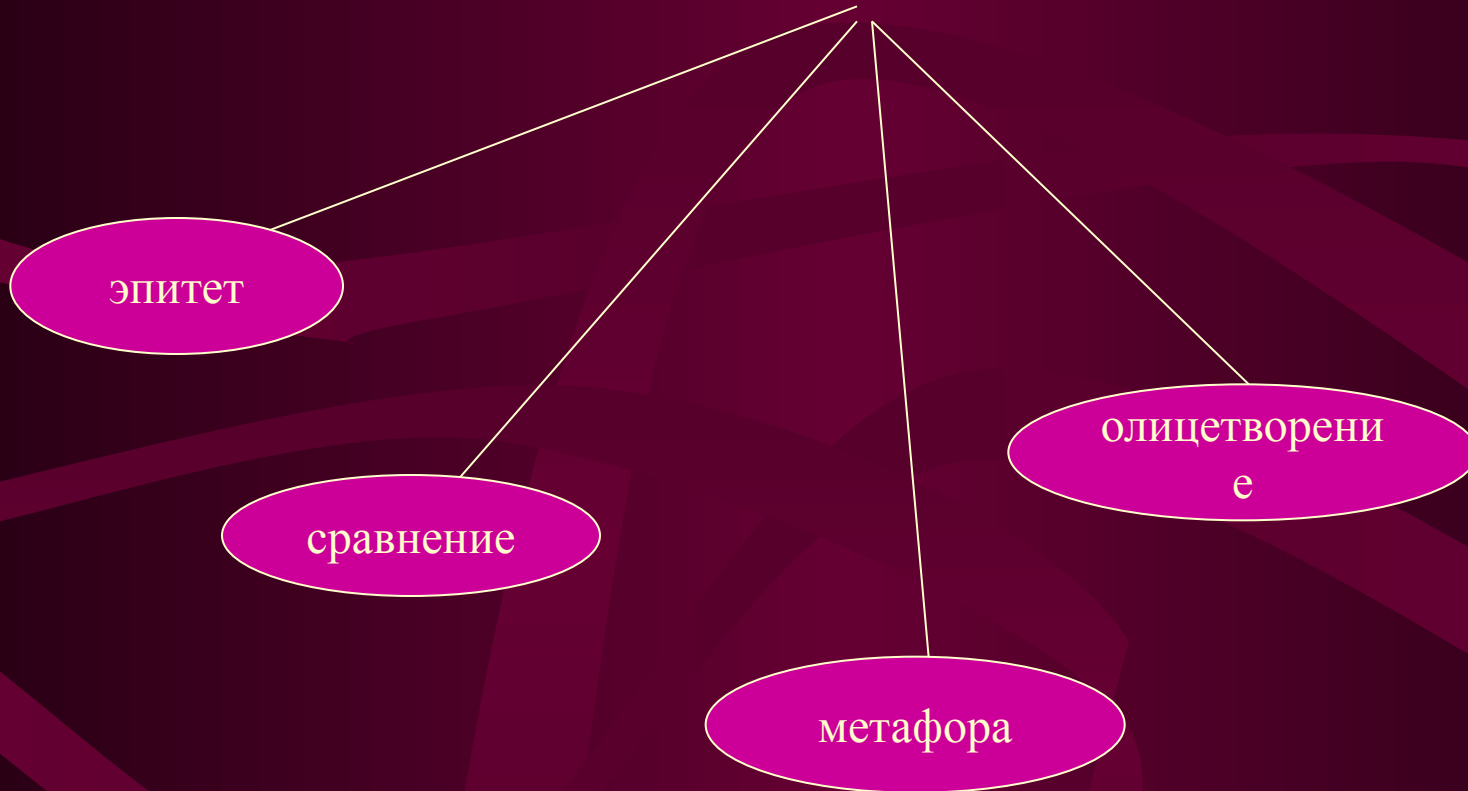 эпитет
олицетворени
е
сравнение
метафора